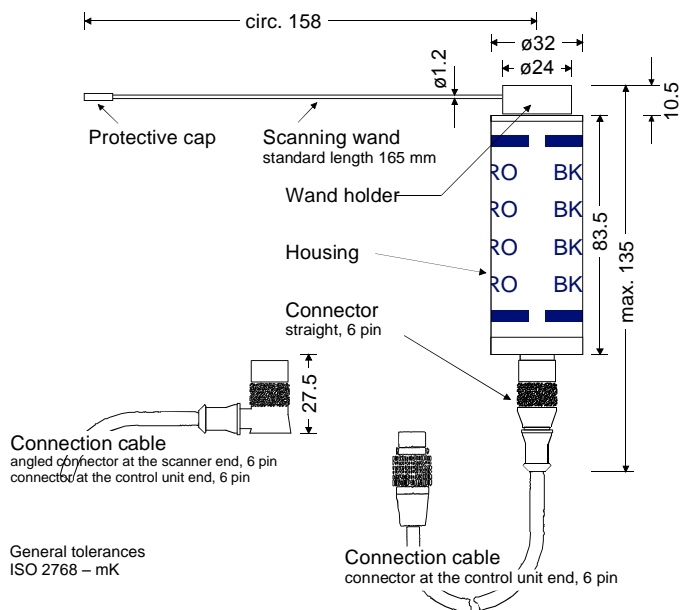 circ. 158
ø32
ø24
ø1.2
10.5
Protective cap
Scanning wand
standard length 165 mm
Wand holder
RO BK
RO BK
RO BK
RO BK
83.5
max. 135
Housing
Connector
straight, 6 pin
27.5
Connection cable
angled connector at the scanner end, 6 pin
connector at the control unit end, 6 pin
General tolerances
ISO 2768 – mK
Connection cable
connector at the control unit end, 6 pin